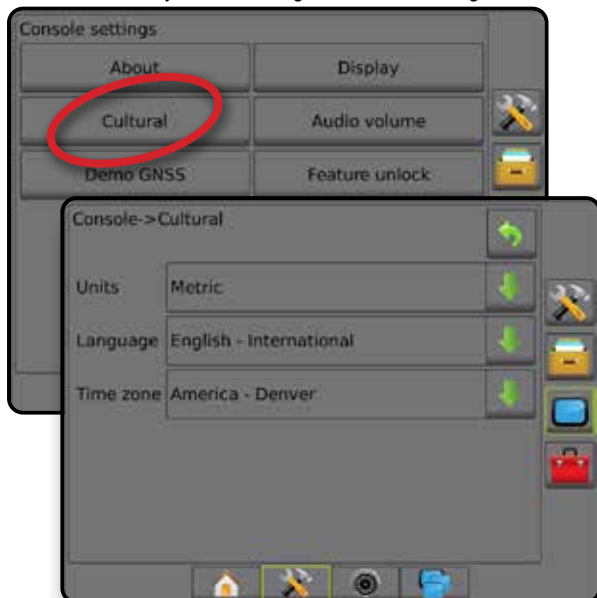 Console settings
About
Display
Cultural
Audio volume
Demo GNSS
Feature unlock
Console->Cultural
Units Metric
Language English - International
Time zone America - Denver